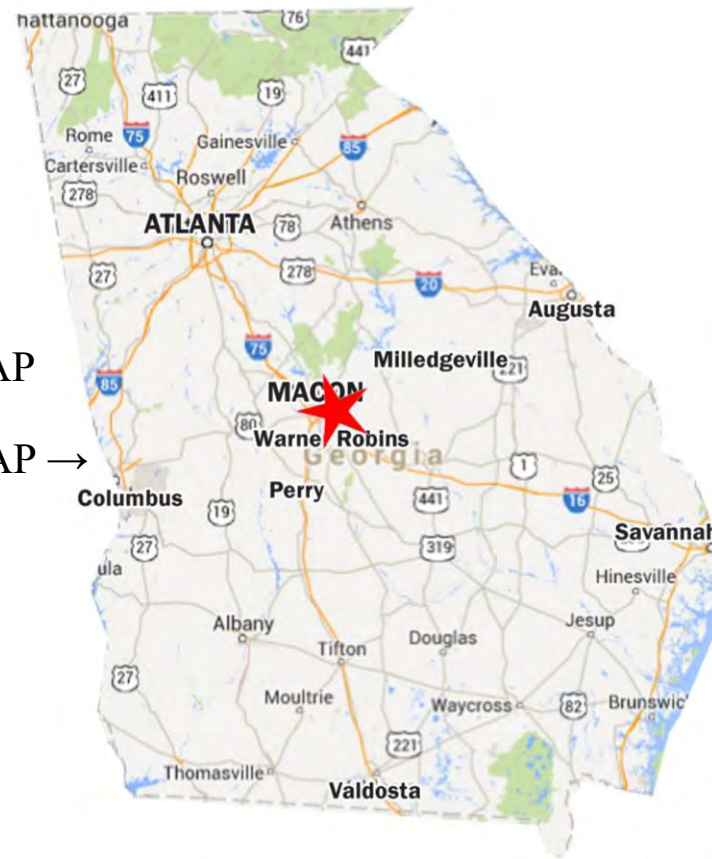 hattanooga
76
441
27
411
19
Rome
75
Gainesville
85
Cartersville
Roswell
278
ATLANTA
78
Athens
27
278
20
Eva
Augusta
75
AP
85
Milledgeville
221
MACON
80
Warne Robins
Georgia
AP →
1
25
Columbus
Perry
441
16
19
27
319
Savannah
ula
Hinesville
Albany
Douglas
Jesup
Tifton
27
Moultrie
Waycross
82
Brunswic
221
Thomasville
Valdosta